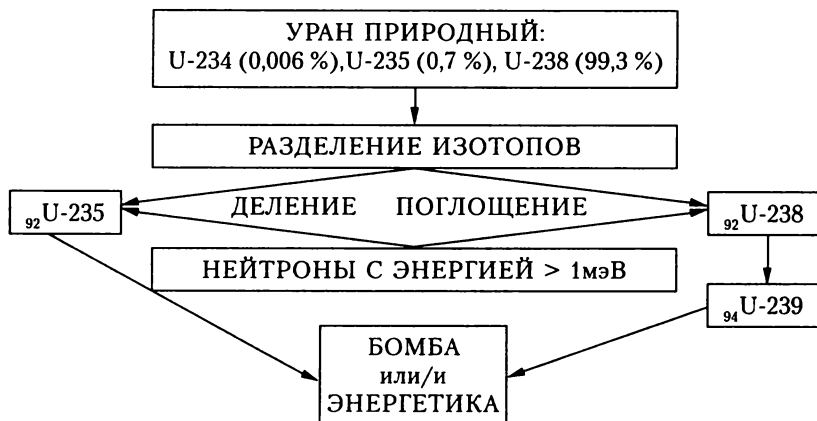 УРАН ПРИРОДНЫЙ:
U-234 (0,006 %),U-235 (0,7 %), U-238 (99,3 %)
РАЗДЕЛЕНИЕ ИЗОТОПОВ
₉₂U-235
ДЕЛЕНИЕ ПОГЛОЩЕНИЕ
₉₂U-238
НЕЙТРОНЫ С ЭНЕРГИЕЙ > 1мэВ
₉₄U-239
БОМБА
или/и
ЭНЕРГЕТИКА